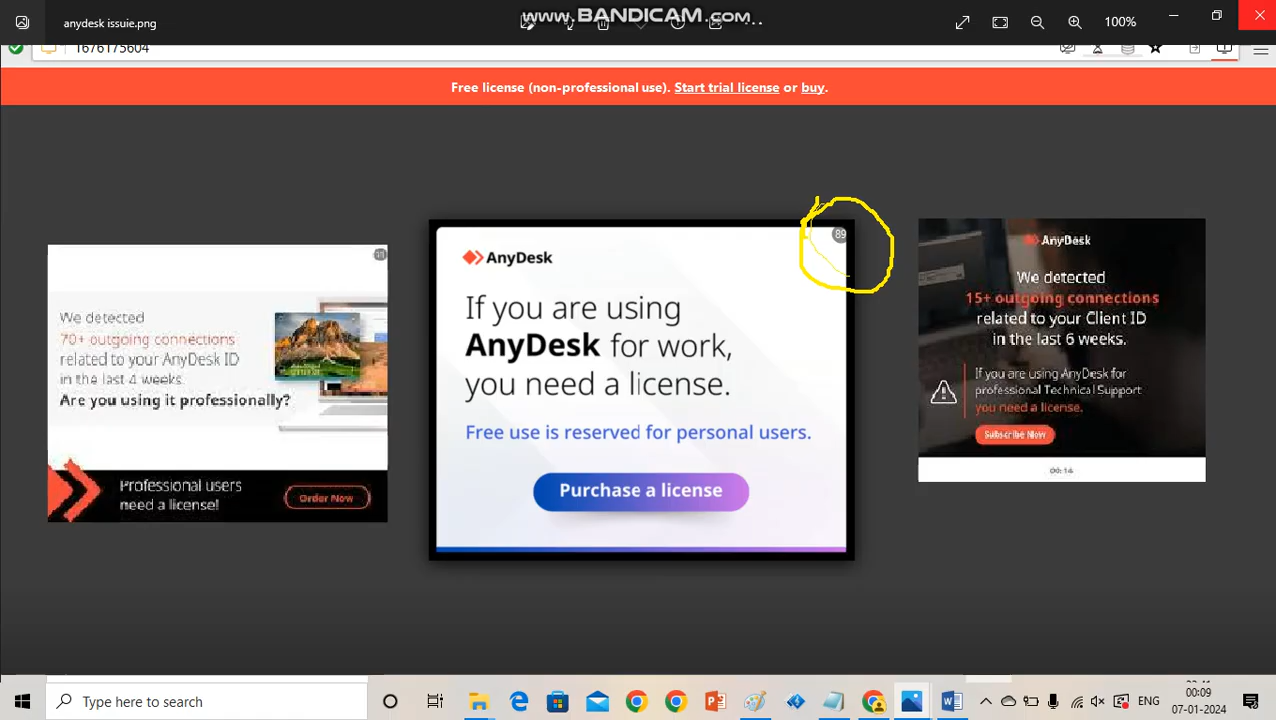 www.BANDICAM.com
anydesk issuie.png
100%
1676175604
Free license (non-professional use). Start trial license or buy.
We detected
70+ outgoing connections
related to your AnyDesk ID
in the last 4 weeks.
Are you using it professionally?
Professional users
need a license!
Order Now
89
AnyDesk
If you are using
AnyDesk for work,
you need a license.
Free use is reserved for personal users.
Purchase a license
AnyDesk
We detected
15+ outgoing connections
related to your Client ID
in the last 6 weeks.
If you are using AnyDesk for
professional Technical Support
you need a license.
Subscribe Now
00:14
Type here to search
ENG
00:09
07-01-2024